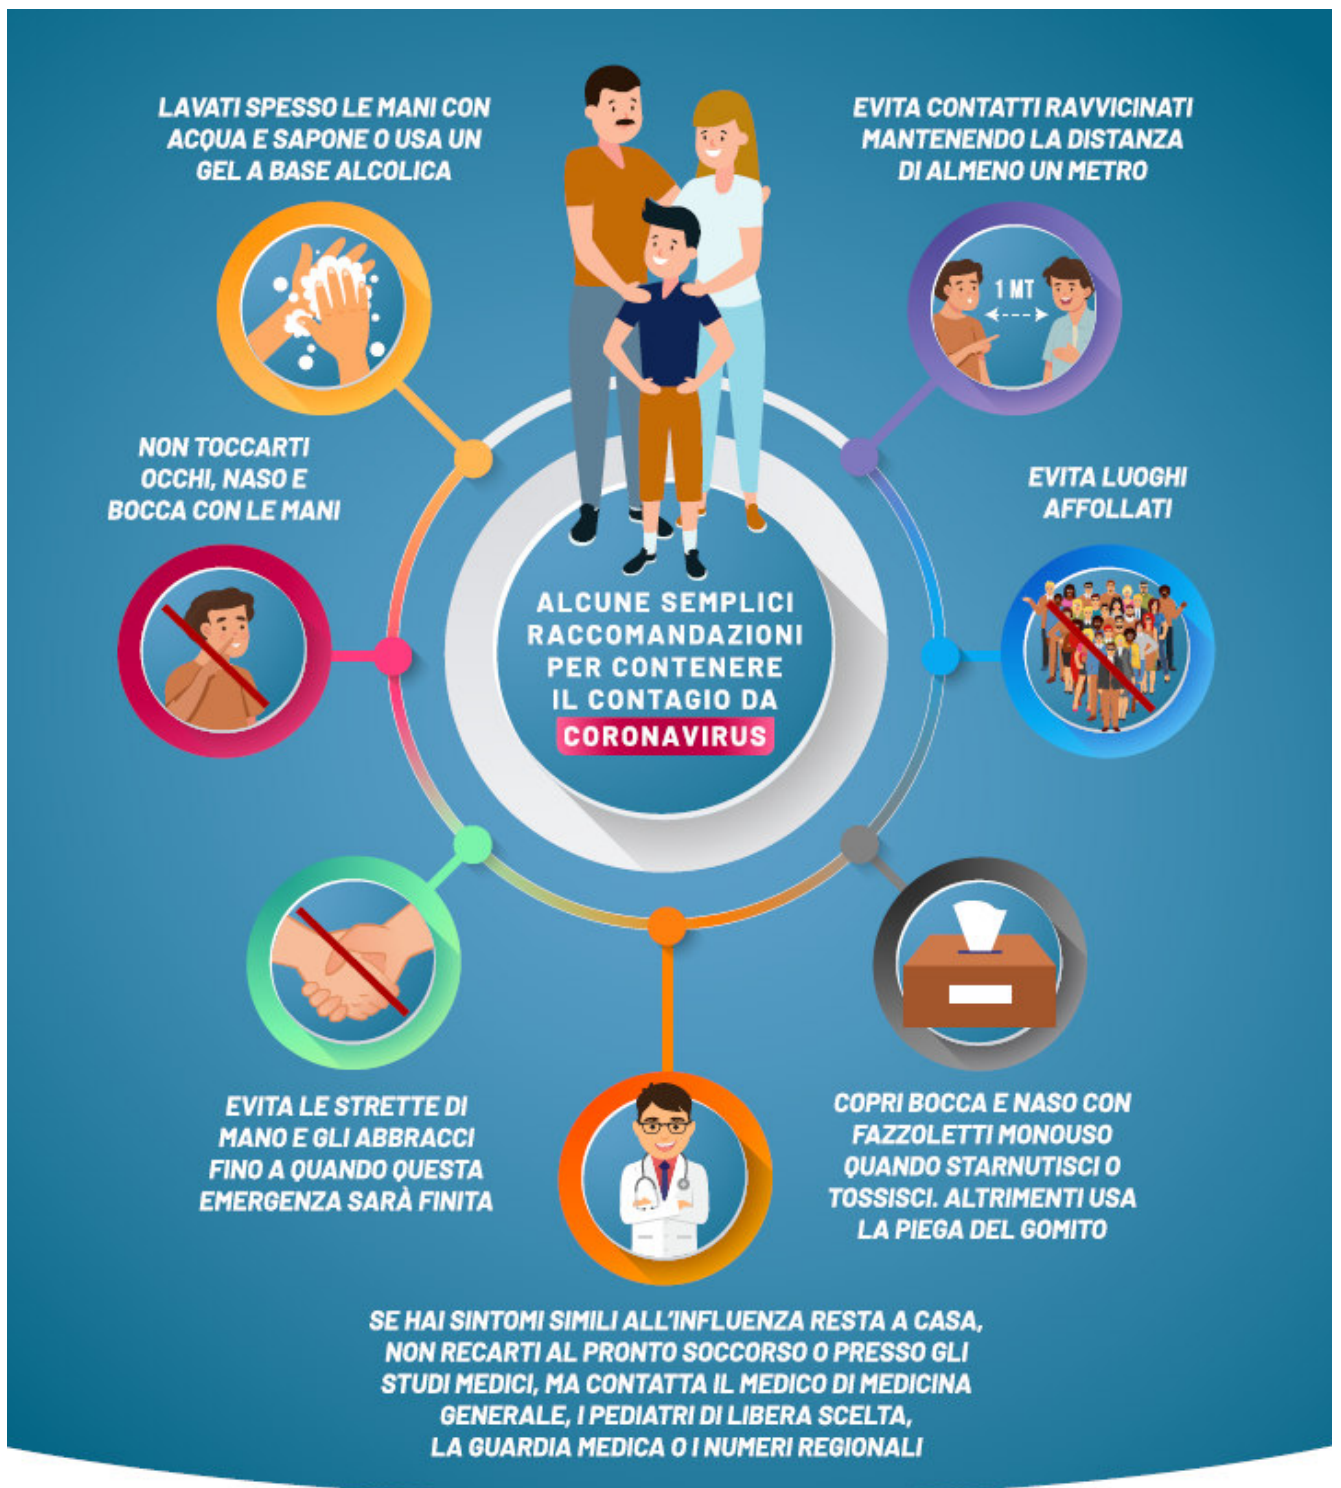 LAVATI SPESSO LE MANI CON
ACQUA E SAPONE O USA UN
GEL A BASE ALCOLICA
EVITA CONTATTI RAVVICINATI
MANTENENDO LA DISTANZA
DI ALMENO UN METRO
1 MT
NON TOCCARTI
OCCHI, NASO E
BOCCA CON LE MANI
EVITA LUOGHI
AFFOLLATI
ALCUNE SEMPLICI
RACCOMANDAZIONI
PER CONTENERE
IL CONTAGIO DA
CORONAVIRUS
EVITA LE STRETTE DI
MANO E GLI ABBRACCI
FINO A QUANDO QUESTA
EMERGENZA SARÀ FINITA
COPRI BOCCA E NASO CON
FAZZOLETTI MONOUSO
QUANDO STARNUTISCI O
TOSSISCI. ALTRIMENTI USA
LA PIEGA DEL GOMITO
SE HAI SINTOMI SIMILI ALL'INFLUENZA RESTA A CASA,
NON RECARTI AL PRONTO SOCCORSO O PRESSO GLI
STUDI MEDICI, MA CONTATTA IL MEDICO DI MEDICINA
GENERALE, I PEDIATRI DI LIBERA SCELTA,
LA GUARDIA MEDICA O I NUMERI REGIONALI